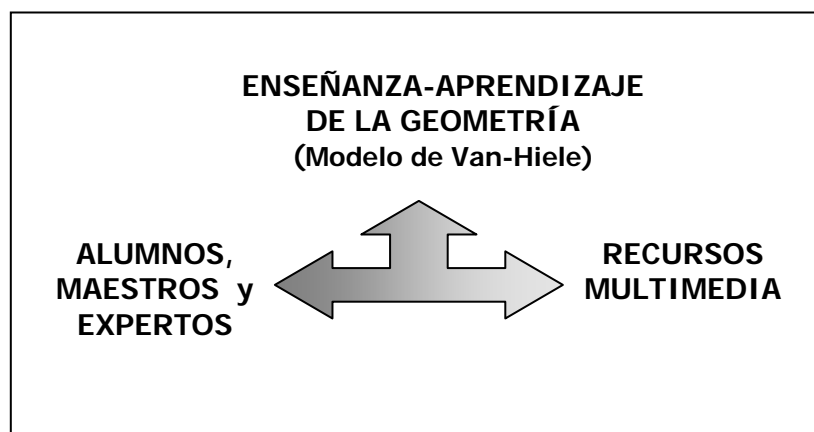 ENSEÑANZA-APRENDIZAJE
DE LA GEOMETRÍA
(Modelo de Van-Hiele)
ALUMNOS,
MAESTROS y
EXPERTOS
RECURSOS
MULTIMEDIA